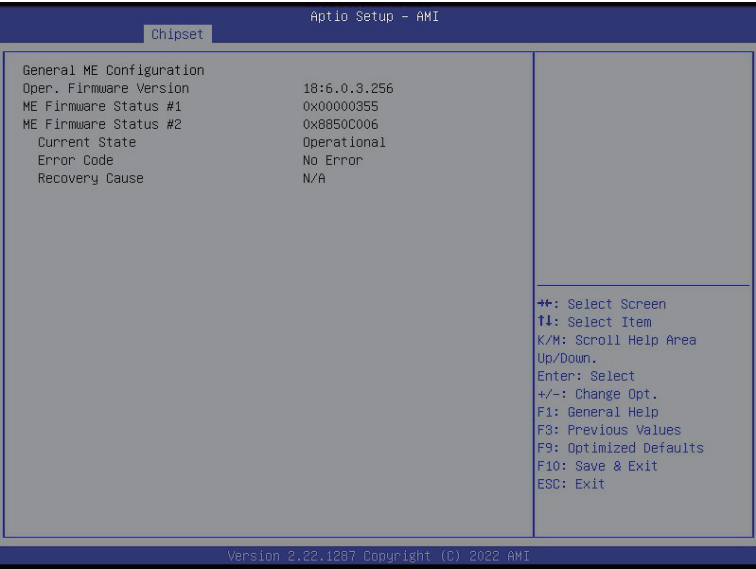 Aptio Setup - AMI
Chipset
General ME Configuration
Oper. Firmware Version 18:6.0.3.256
ME Firmware Status #1 0x00000355
ME Firmware Status #2 0x8850C006
Current State Operational
Error Code No Error
Recovery Cause N/A
→←: Select Screen
↑↓: Select Item
K/M: Scroll Help Area
Up/Down.
Enter: Select
+/-: Change Opt.
F1: General Help
F3: Previous Values
F9: Optimized Defaults
F10: Save & Exit
ESC: Exit
Version 2.22.1287 Copyright (C) 2022 AMI